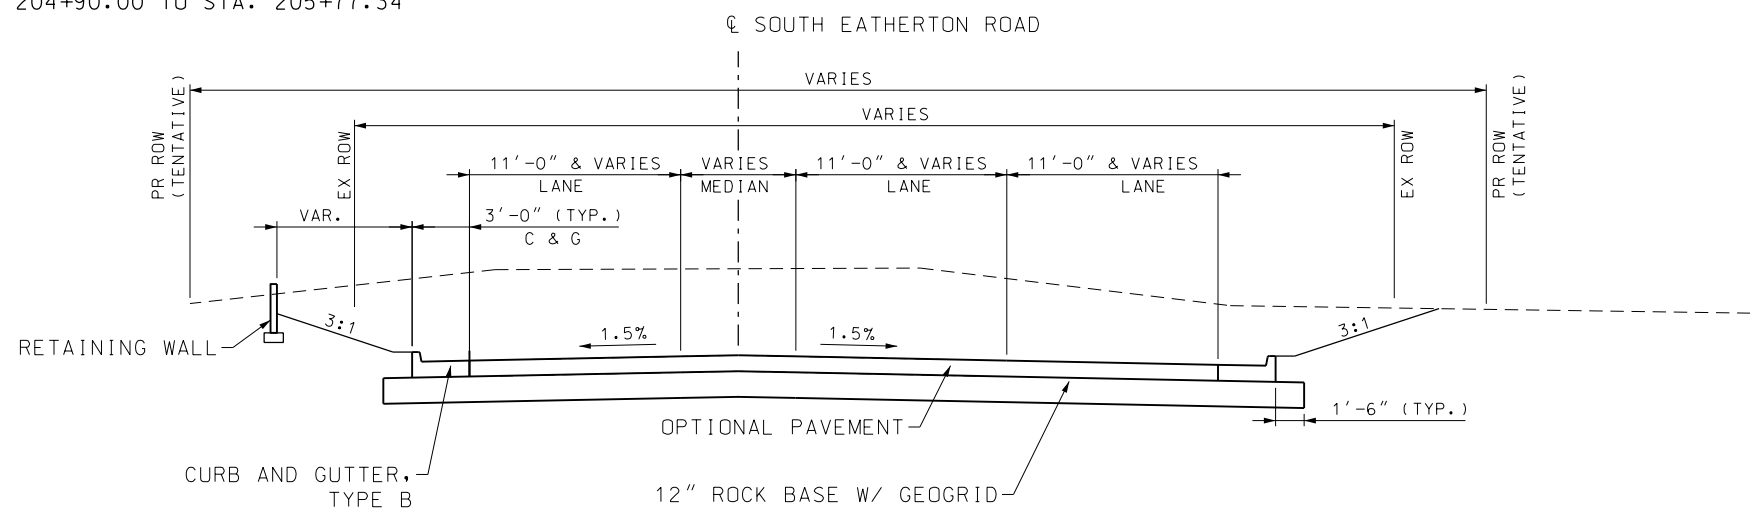 204+90.00 TO STA. 205+77.34
℄ SOUTH EATHERTON ROAD
VARIES
VARIES
PR ROW
(TENTATIVE)
EX ROW
11'-0" & VARIES
LANE
VARIES
MEDIAN
11'-0" & VARIES
LANE
11'-0" & VARIES
LANE
EX ROW
PR ROW
(TENTATIVE)
VAR.
3'-0" (TYP.)
C & G
3:1
1.5%
1.5%
3:1
RETAINING WALL
1'-6" (TYP.)
OPTIONAL PAVEMENT
CURB AND GUTTER,
TYPE B
12" ROCK BASE W/ GEOGRID